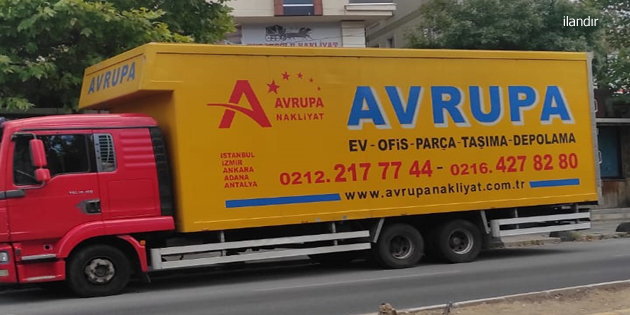 ilandır
AVRUPA
AVRUPA
NAKLİYAT
AVRUPA
EV-OFiS-PARÇA-TAŞIMA-DEPOLAMA
İSTANBUL
İZMİR
ANKARA
ADANA
ANTALYA
0212. 217 77 44 - 0216. 427 82 80
www.avrupanakliyat.com.tr